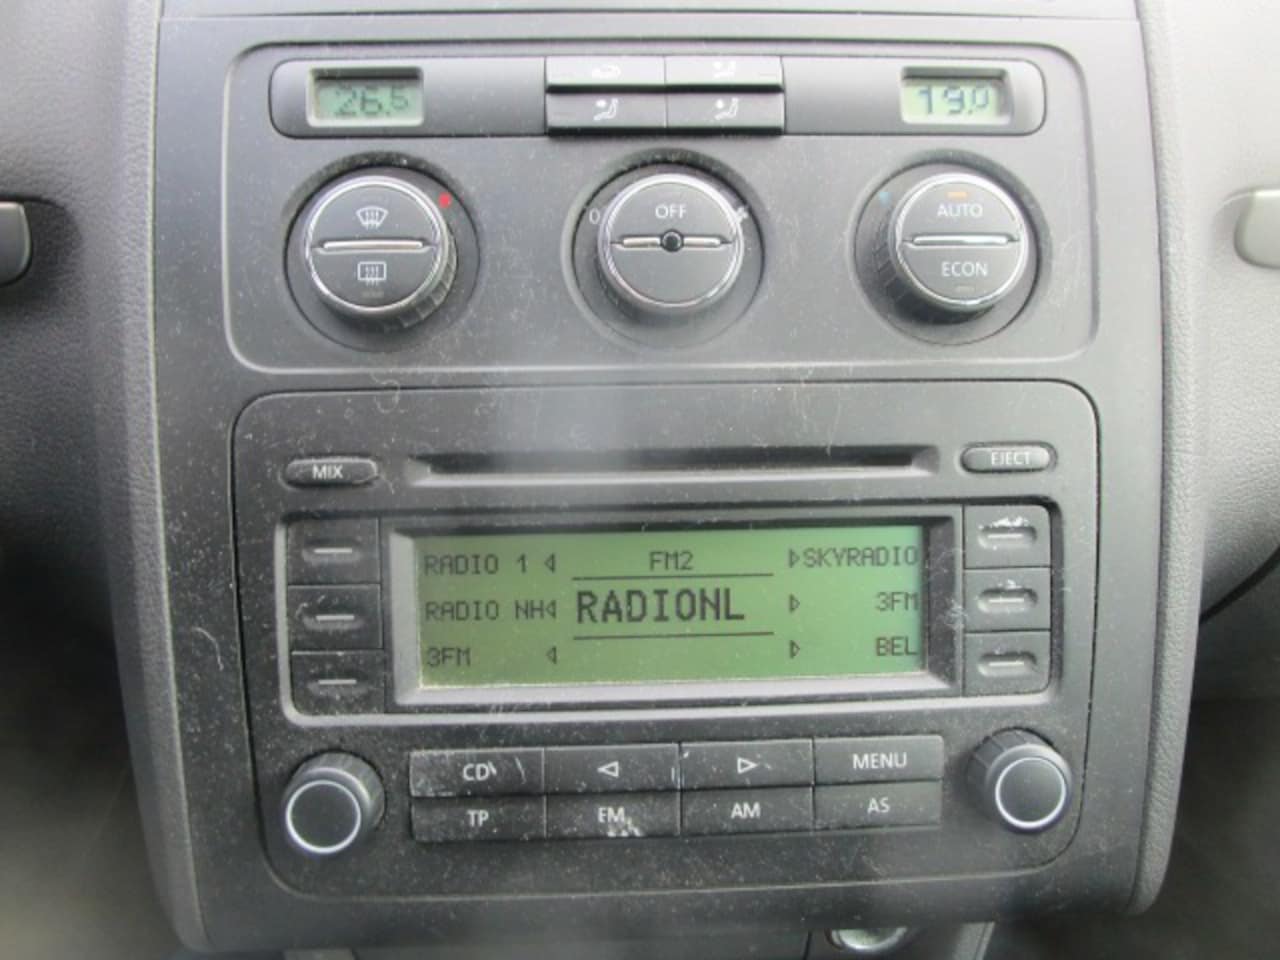 26.5 19.0
0 OFF AUTO
ECON
MIX EJECT
RADIO 1 FM2 SKYRADIO
RADIO NH RADIONL 3FM
3FM BEL
CD MENU
TP FM AM AS